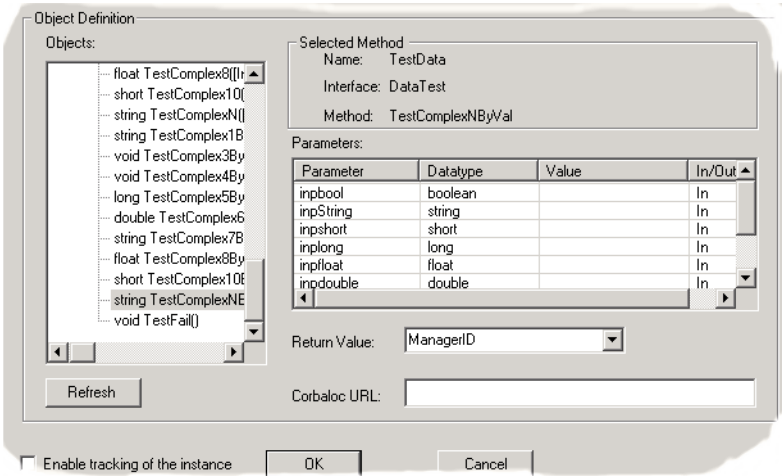 Object Definition
Objects:
float TestComplex8([Ir
short TestComplex10(
string TestComplexN([
string TestComplex1B
void TestComplex3By
void TestComplex4By
long TestComplex5By
double TestComplex6
string TestComplex7B
float TestComplex8By
short TestComplex10B
string TestComplexNB
void TestFail()
Refresh
Selected Method
Name: TestData
Interface: DataTest
Method: TestComplexNByVal
Parameters:
Parameter Datatype Value In/Out
inpbool boolean In
inpString string In
inpshort short In
inplong long In
inpfloat float In
inpdouble double In
Return Value: ManagerID
Corbaloc URL:
Enable tracking of the instance OK Cancel